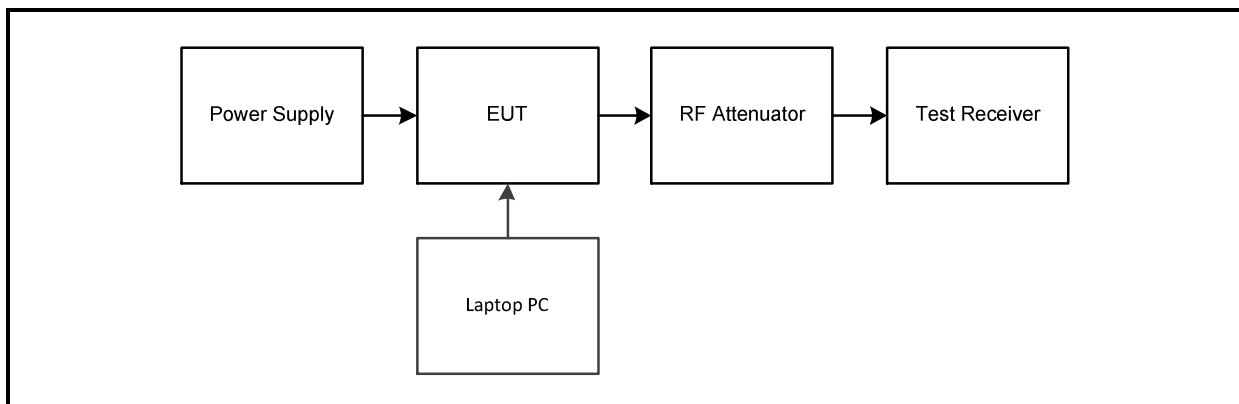 Power Supply
EUT
RF Attenuator
Test Receiver
Laptop PC